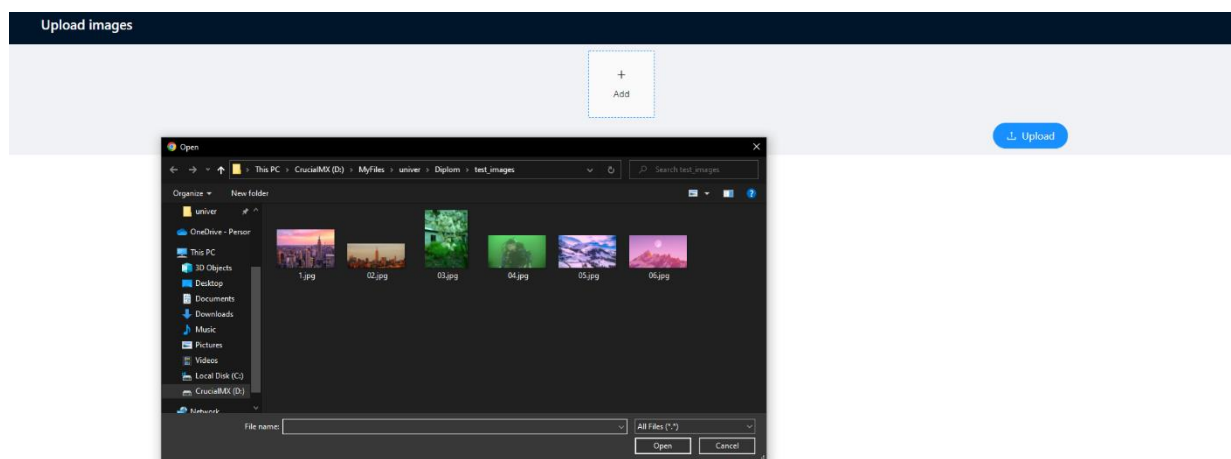 Upload images
+
Add
Upload
Open
This PC > CrucialMX (D:) > MyFiles > univer > Diplom > test_images
Search test_images
Organize
New folder
univer
OneDrive - Person
This PC
3D Objects
Desktop
Documents
Downloads
Music
Pictures
Videos
Local Disk (C:)
CrucialMX (D:)
Network
1.jpg
02.jpg
03.jpg
04.jpg
05.jpg
06.jpg
File name:
All Files (*.*)
Open
Cancel